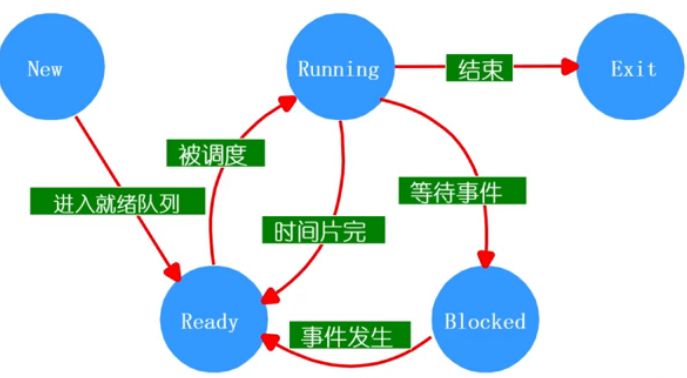 New
Running
结束
Exit
被调度
进入就绪队列
等待事件
时间片完
Ready
事件发生
Blocked